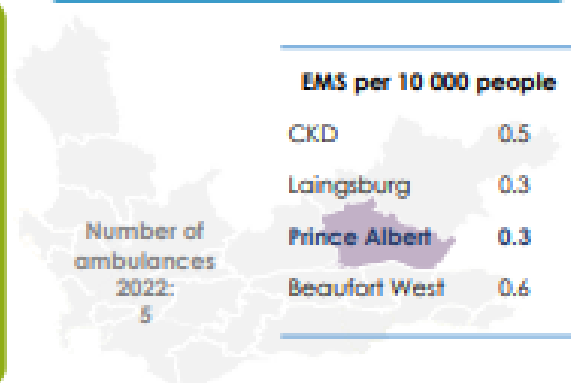 EMS per 10 000 people
CKD 0.5
Laingsburg 0.3
Prince Albert 0.3
Beaufort West 0.6
Number of
ambulances
2022:
5